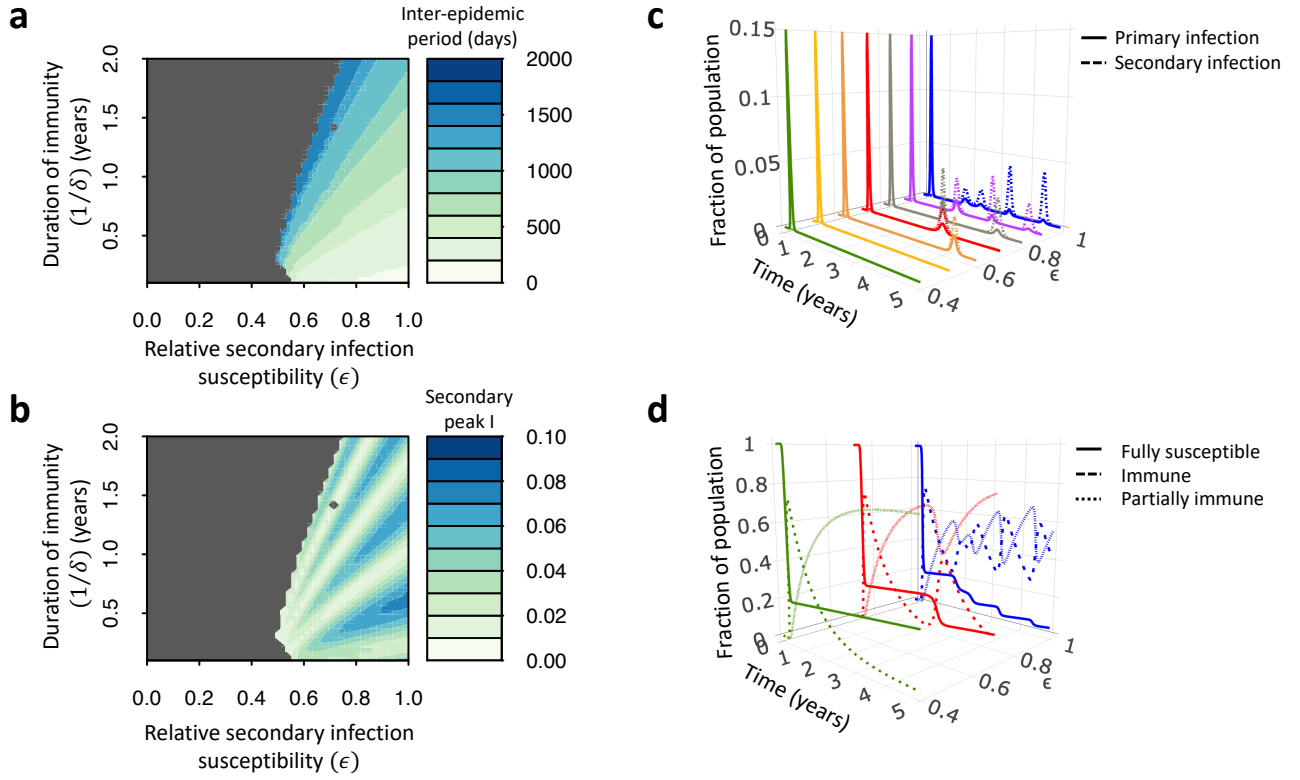 a
Inter-epidemic
period (days)
Duration of immunity
(1/δ) (years)
2.0
1.5
1.0
0.5
0.0 0.2 0.4 0.6 0.8 1.0
2000
1500
1000
500
0
Relative secondary infection
susceptibility (ϵ)
b
Secondary
peak I
Duration of immunity
(1/δ) (years)
2.0
1.5
1.0
0.5
0.0 0.2 0.4 0.6 0.8 1.0
0.10
0.08
0.06
0.04
0.02
0.00
Relative secondary infection
susceptibility (ϵ)
c
Primary infection
Secondary infection
Fraction of population
0.15
0.1
0.05
0
0 1 2 3 4 5
Time (years)
0.4 0.6 0.8 1
ϵ
d
Fully susceptible
Immune
Partially immune
Fraction of population
1
0.8
0.6
0.4
0.2
0
0 1 2 3 4 5
Time (years)
0.4 0.6 0.8 1
ϵ